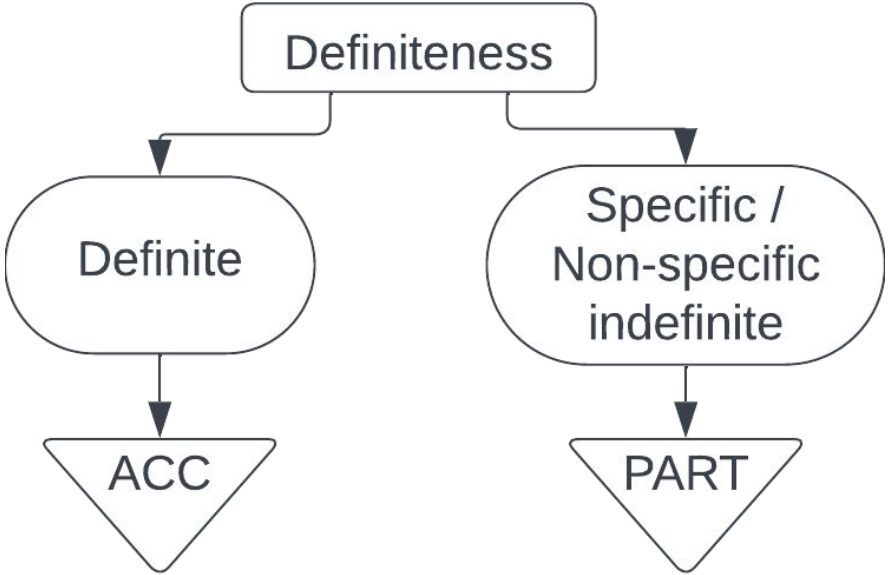 Definiteness
Definite
Specific /
Non-specific
indefinite
ACC
PART